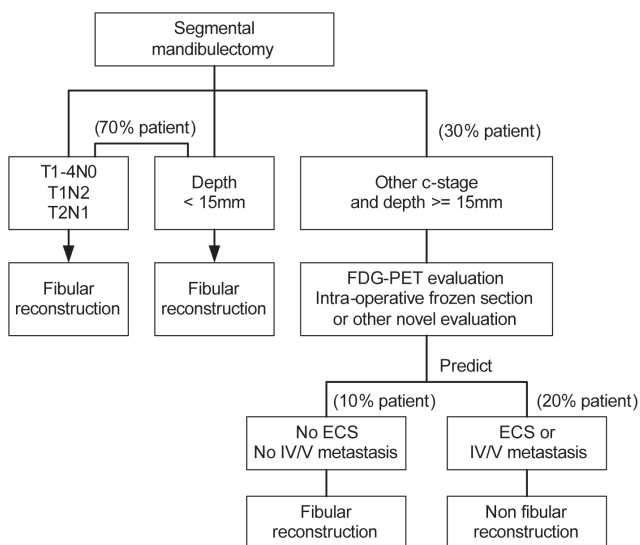 Segmental
mandibulectomy
(70% patient)
(30% patient)
T1-4N0
T1N2
T2N1
Depth
< 15mm
Other c-stage
and depth >= 15mm
Fibular
reconstruction
Fibular
reconstruction
FDG-PET evaluation
Intra-operative frozen section
or other novel evaluation
Predict
(10% patient)
(20% patient)
No ECS
No IV/V metastasis
ECS or
IV/V metastasis
Fibular
reconstruction
Non fibular
reconstruction